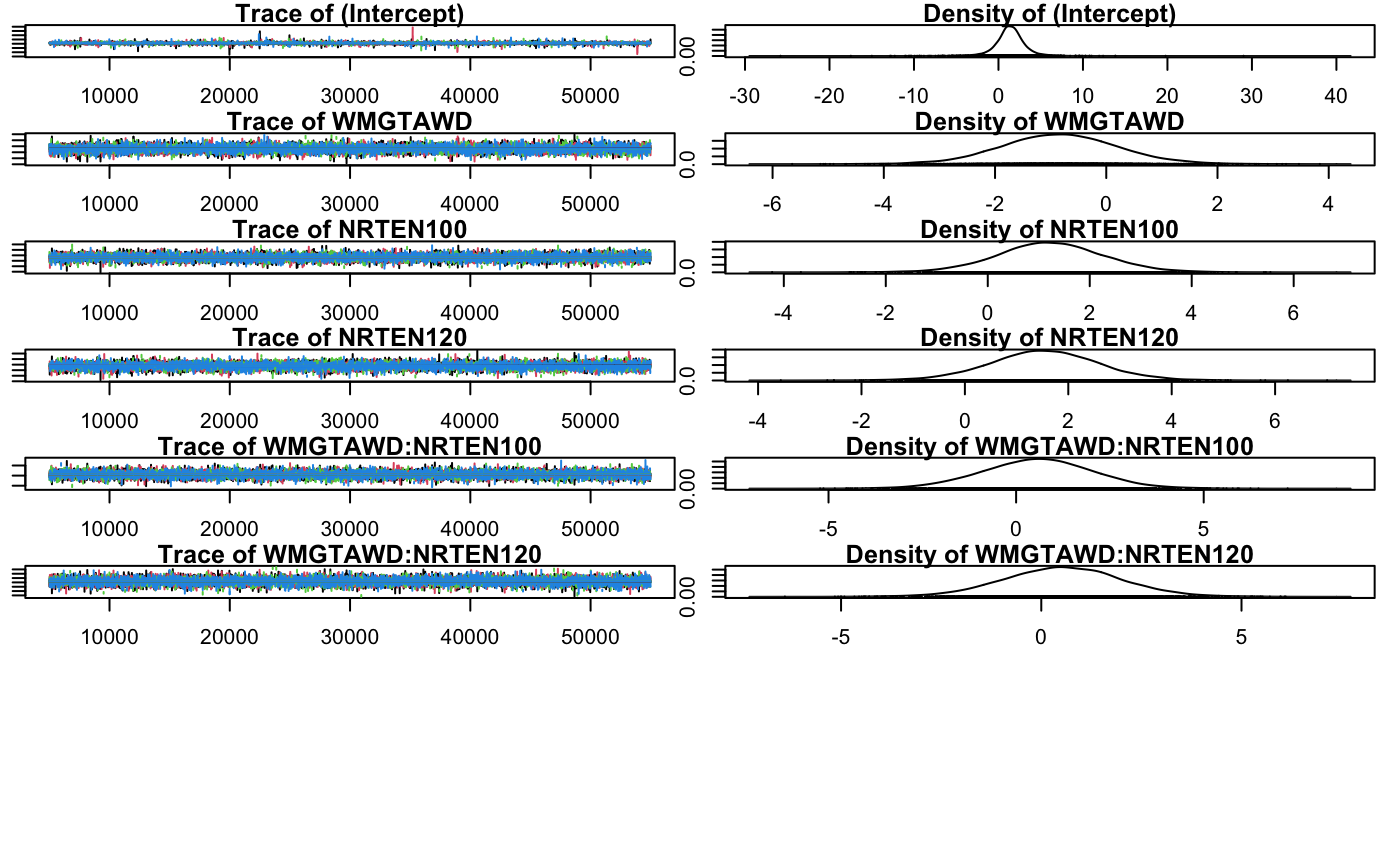 Trace of (Intercept) Density of (Intercept)
0.00
10000 20000 30000 40000 50000 -30 -20 -10 0 10 20 30 40
Trace of WMGTAWD Density of WMGTAWD
0.0
10000 20000 30000 40000 50000 -6 -4 -2 0 2 4
Trace of NRTEN100 Density of NRTEN100
0.0
10000 20000 30000 40000 50000 -4 -2 0 2 4 6
Trace of NRTEN120 Density of NRTEN120
0.0
10000 20000 30000 40000 50000 -4 -2 0 2 4 6
Trace of WMGTAWD:NRTEN100 Density of WMGTAWD:NRTEN100
0.00
10000 20000 30000 40000 50000 -5 0 5
Trace of WMGTAWD:NRTEN120 Density of WMGTAWD:NRTEN120
0.00
10000 20000 30000 40000 50000 -5 0 5